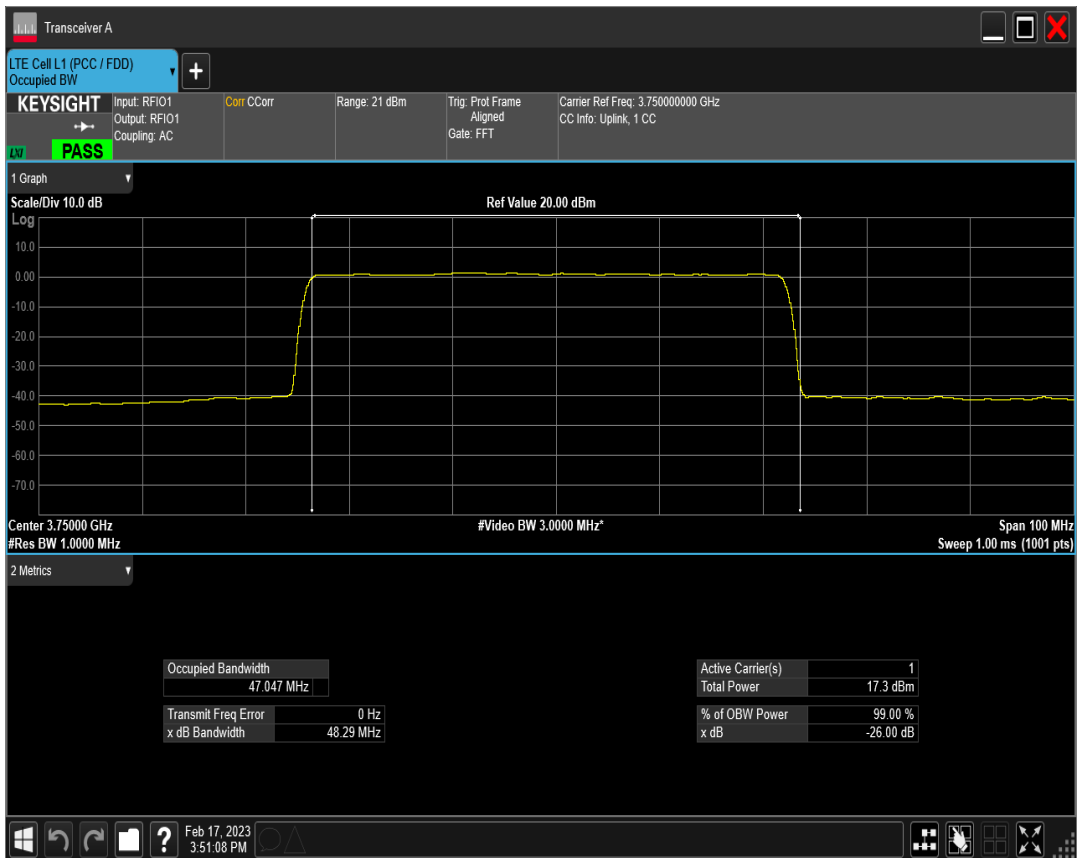 Transceiver A
LTE Cell L1 (PCC / FDD)
Occupied BW
KEYSIGHT
LXI
PASS
Input: RFIO1
Output: RFIO1
Coupling: AC
Corr CCorr
Range: 21 dBm
Trig: Prot Frame
Aligned
Gate: FFT
Carrier Ref Freq: 3.750000000 GHz
CC Info: Uplink, 1 CC
1 Graph
Scale/Div 10.0 dB
Ref Value 20.00 dBm
Log
10.0
0.00
-10.0
-20.0
-30.0
-40.0
-50.0
-60.0
-70.0
Center 3.75000 GHz
#Video BW 3.0000 MHz*
Span 100 MHz
#Res BW 1.0000 MHz
Sweep 1.00 ms (1001 pts)
2 Metrics
Occupied Bandwidth
47.047 MHz
Transmit Freq Error 0 Hz
x dB Bandwidth 48.29 MHz
Active Carrier(s) 1
Total Power 17.3 dBm
% of OBW Power 99.00 %
x dB -26.00 dB
Feb 17, 2023
3:51:08 PM